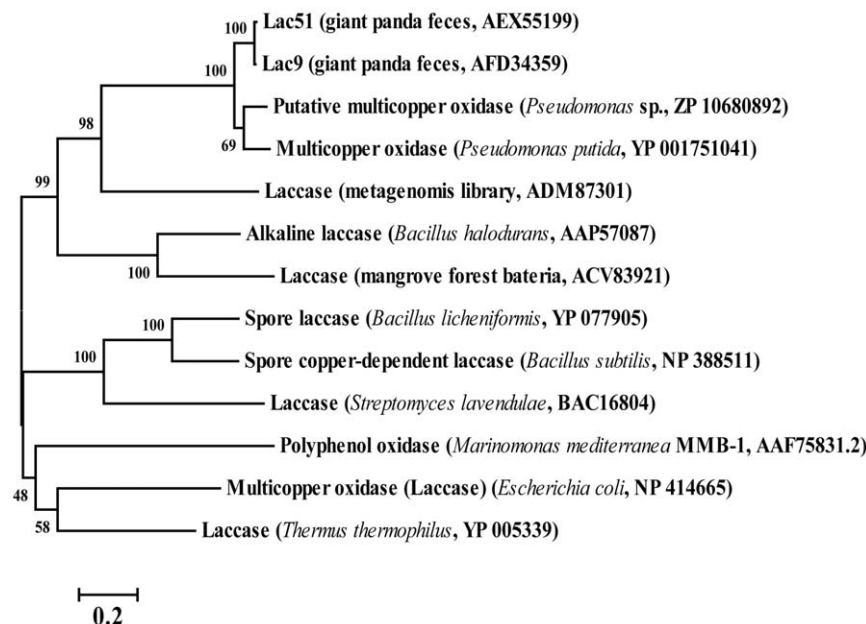 100
Lac51 (giant panda feces, AEX55199)
100
Lac9 (giant panda feces, AFD34359)
Putative multicopper oxidase (Pseudomonas sp., ZP 10680892)
98
69
Multicopper oxidase (Pseudomonas putida, YP 001751041)
99
Laccase (metagenomis library, ADM87301)
Alkaline laccase (Bacillus halodurans, AAP57087)
100
Laccase (mangrove forest bateria, ACV83921)
100
Spore laccase (Bacillus licheniformis, YP 077905)
100
Spore copper-dependent laccase (Bacillus subtilis, NP 388511)
Laccase (Streptomyces lavendulae, BAC16804)
Polyphenol oxidase (Marinomonas mediterranea MMB-1, AAF75831.2)
48
Multicopper oxidase (Laccase) (Escherichia coli, NP 414665)
58
Laccase (Thermus thermophilus, YP 005339)
0.2